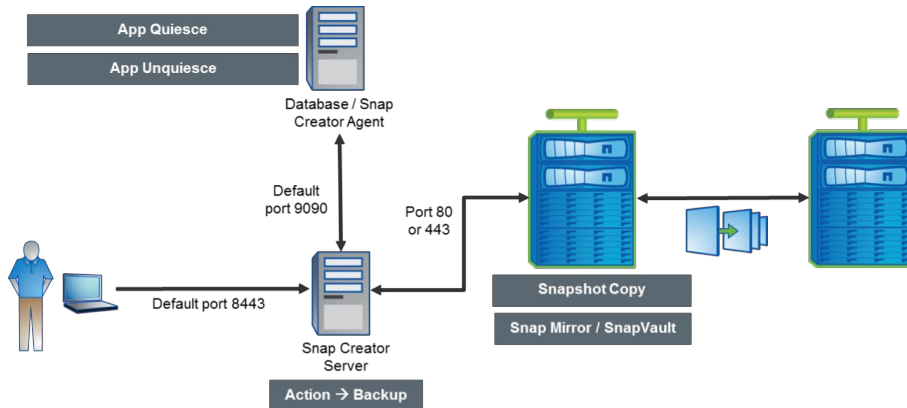 App Quiesce
App Unquiesce
Database / Snap
Creator Agent
Default
port 9090
Port 80
or 443
Default port 8443
Snapshot Copy
Snap Mirror / SnapVault
Snap Creator
Server
Action → Backup